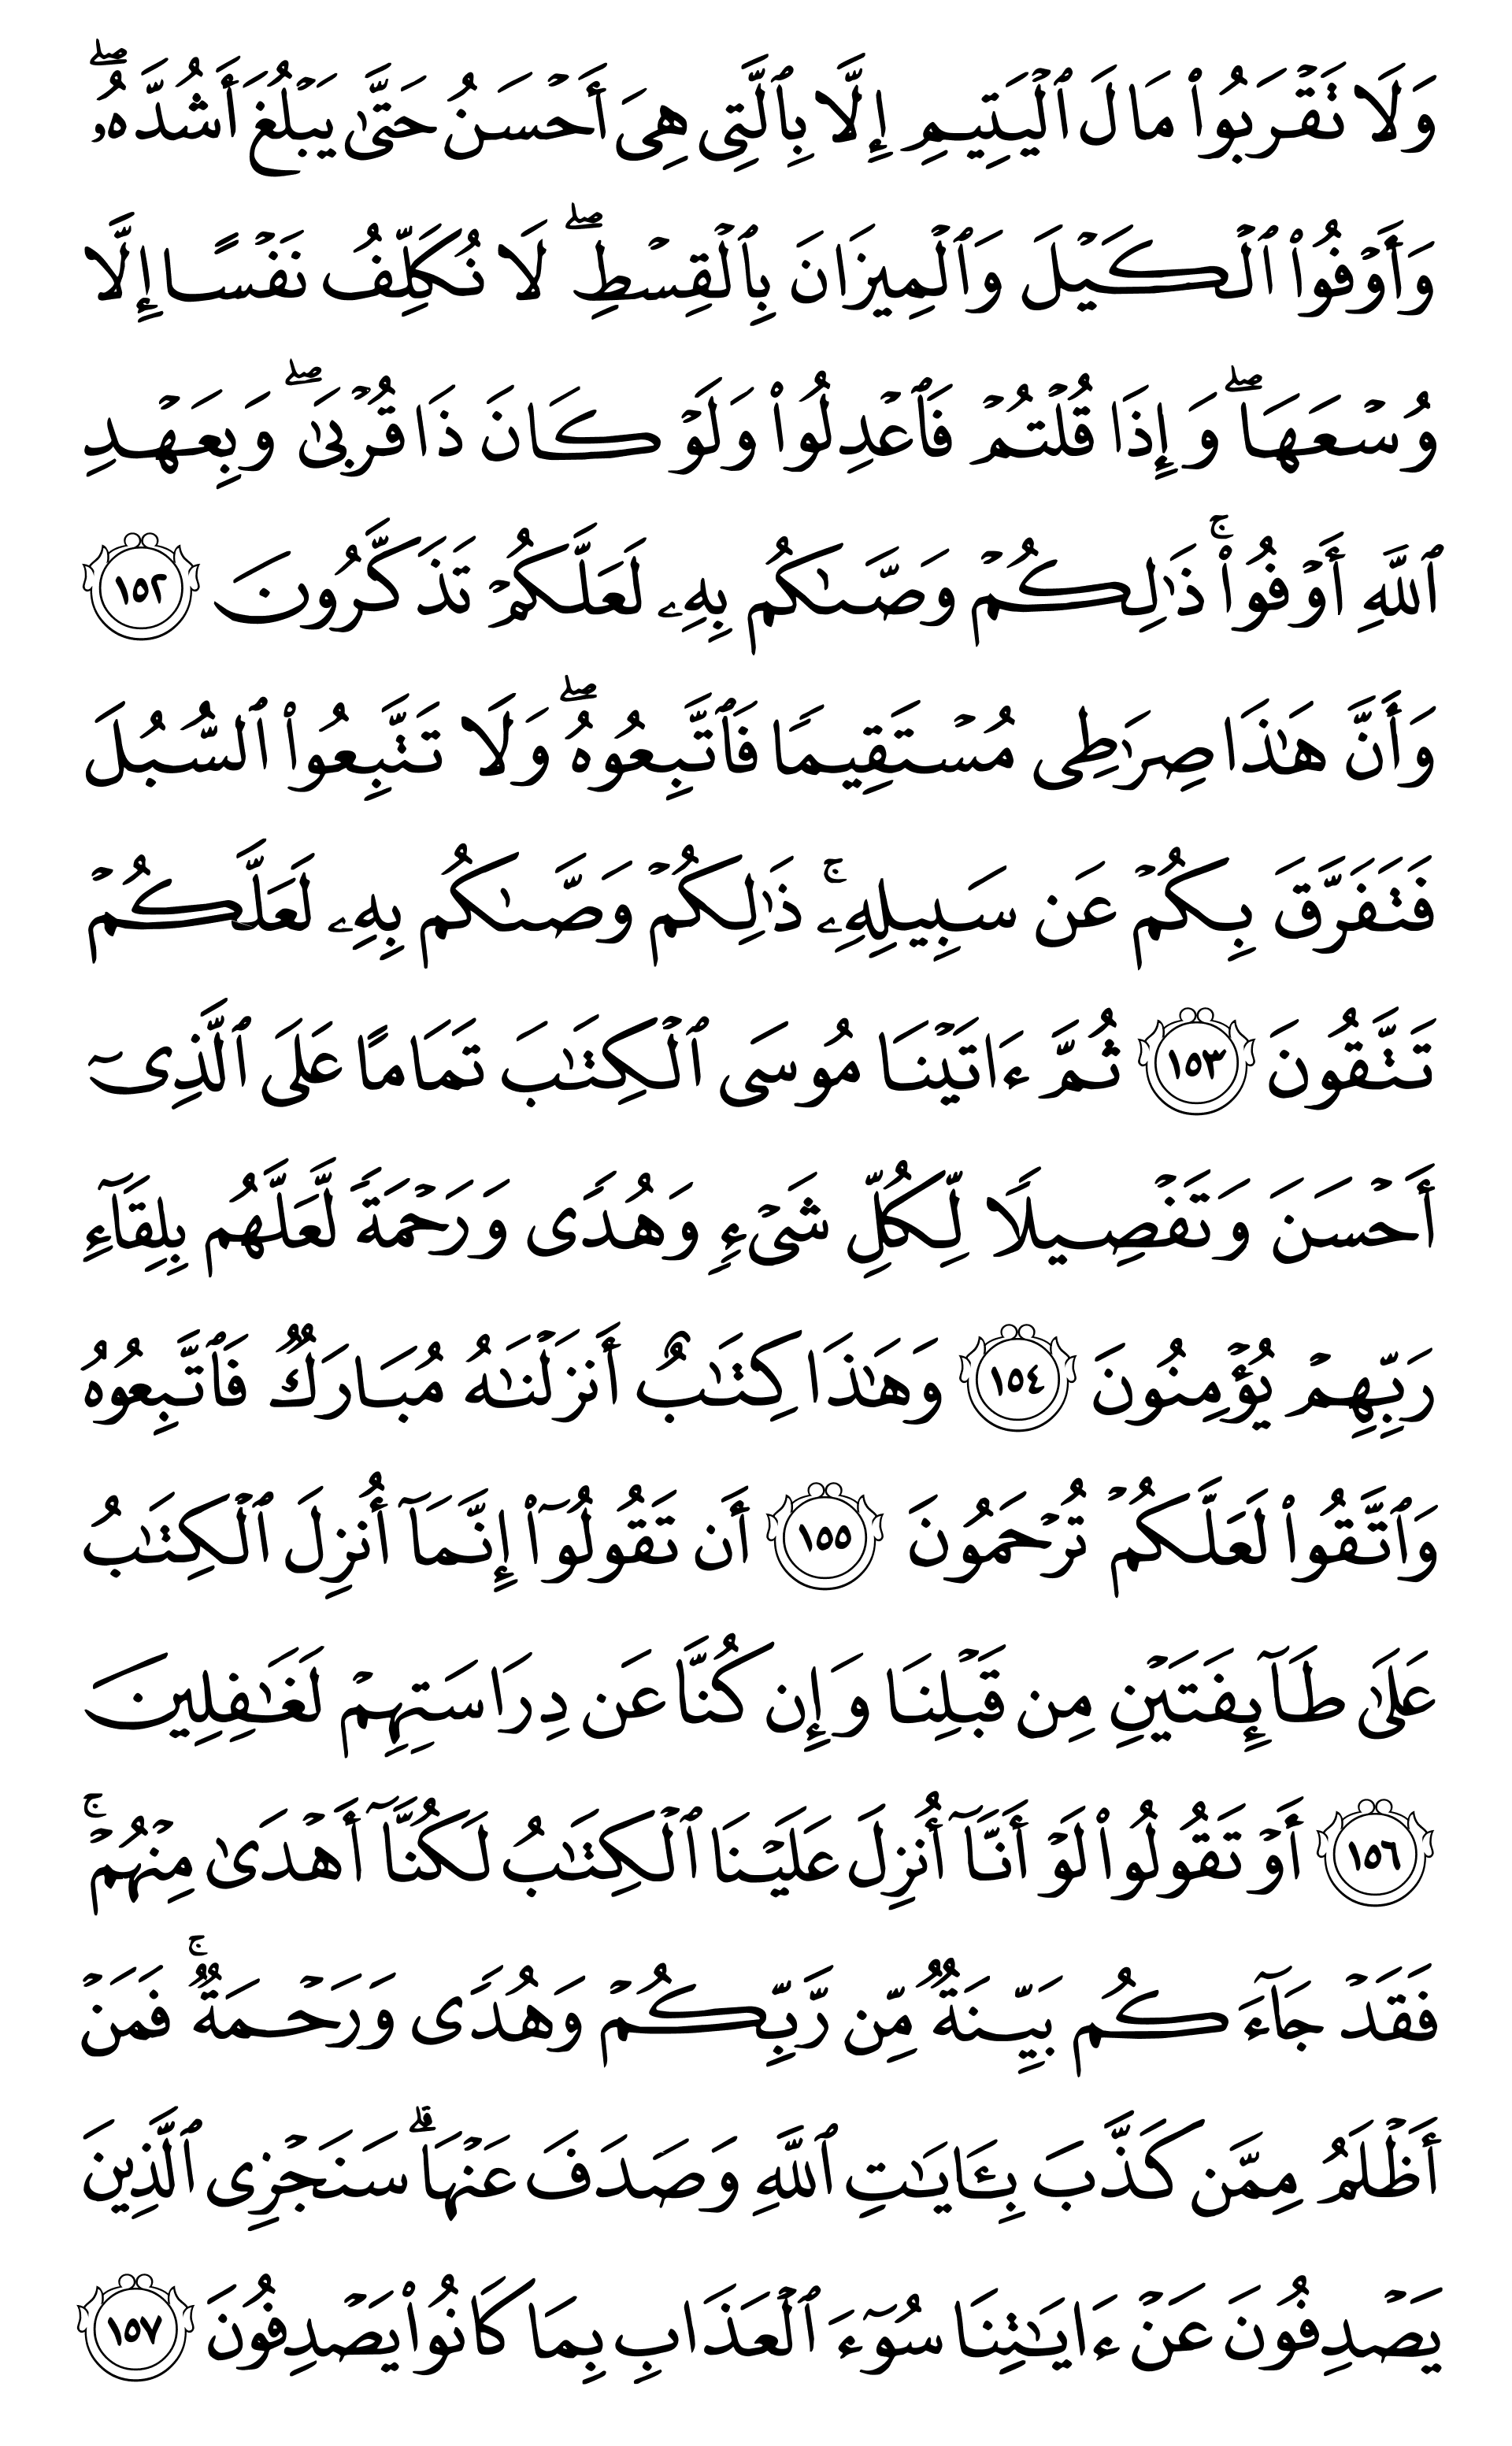 وَلَا تَقْرَبُوا۟ مَالَ ٱلْيَتِيمِ إِلَّا بِٱلَّتِى هِىَ أَحْسَنُ حَتَّىٰ يَبْلُغَ أَشُدَّهُۥ ۖ
وَأَوْفُوا۟ ٱلْكَيْلَ وَٱلْمِيزَانَ بِٱلْقِسْطِ ۖ لَا نُكَلِّفُ نَفْسًا إِلَّا
وُسْعَهَا ۖ وَإِذَا قُلْتُمْ فَٱعْدِلُوا۟ وَلَوْ كَانَ ذَا قُرْبَىٰ ۖ وَبِعَهْدِ
ٱللَّهِ أَوْفُوا۟ ۚ ذَٰلِكُمْ وَصَّىٰكُم بِهِۦ لَعَلَّكُمْ تَذَكَّرُونَ ١٥٢
وَأَنَّ هَٰذَا صِرَٰطِى مُسْتَقِيمًا فَٱتَّبِعُوهُ ۖ وَلَا تَتَّبِعُوا۟ ٱلسُّبُلَ
فَتَفَرَّقَ بِكُمْ عَن سَبِيلِهِۦ ۚ ذَٰلِكُمْ وَصَّىٰكُم بِهِۦ لَعَلَّكُمْ
تَتَّقُونَ ١٥٣ ثُمَّ ءَاتَيْنَا مُوسَى ٱلْكِتَٰبَ تَمَامًا عَلَى ٱلَّذِىٓ
أَحْسَنَ وَتَفْصِيلًا لِّكُلِّ شَىْءٍ وَهُدًى وَرَحْمَةً لَّعَلَّهُم بِلِقَآءِ
رَبِّهِمْ يُؤْمِنُونَ ١٥٤ وَهَٰذَا كِتَٰبٌ أَنزَلْنَٰهُ مُبَارَكٌ فَٱتَّبِعُوهُ
وَٱتَّقُوا۟ لَعَلَّكُمْ تُرْحَمُونَ ١٥٥ أَن تَقُولُوٓا۟ إِنَّمَآ أُنزِلَ ٱلْكِتَٰبُ
عَلَىٰ طَآئِفَتَيْنِ مِن قَبْلِنَا وَإِن كُنَّا عَن دِرَاسَتِهِمْ لَغَٰفِلِينَ
١٥٦ أَوْ تَقُولُوا۟ لَوْ أَنَّآ أُنزِلَ عَلَيْنَا ٱلْكِتَٰبُ لَكُنَّآ أَهْدَىٰ مِنْهُمْ ۚ
فَقَدْ جَآءَكُم بَيِّنَةٌ مِّن رَّبِّكُمْ وَهُدًى وَرَحْمَةٌ ۚ فَمَنْ
أَظْلَمُ مِمَّن كَذَّبَ بِـَٔايَٰتِ ٱللَّهِ وَصَدَفَ عَنْهَا ۗ سَنَجْزِى ٱلَّذِينَ
يَصْدِفُونَ عَنْ ءَايَٰتِنَا سُوٓءَ ٱلْعَذَابِ بِمَا كَانُوا۟ يَصْدِفُونَ ١٥٧